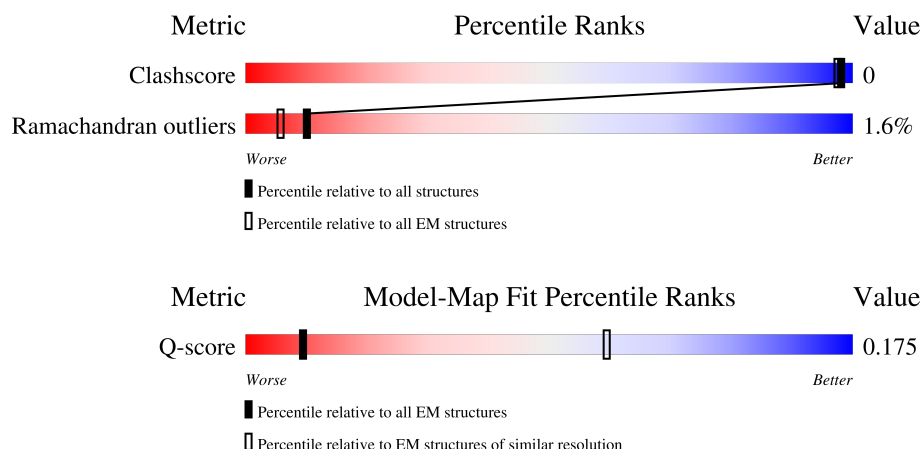 Metric Percentile Ranks Value
Clashscore 0
Ramachandran outliers 1.6%
Worse Better
Percentile relative to all structures
Percentile relative to all EM structures
Metric Model-Map Fit Percentile Ranks Value
Q-score 0.175
Worse Better
Percentile relative to all EM structures
Percentile relative to EM structures of similar resolution